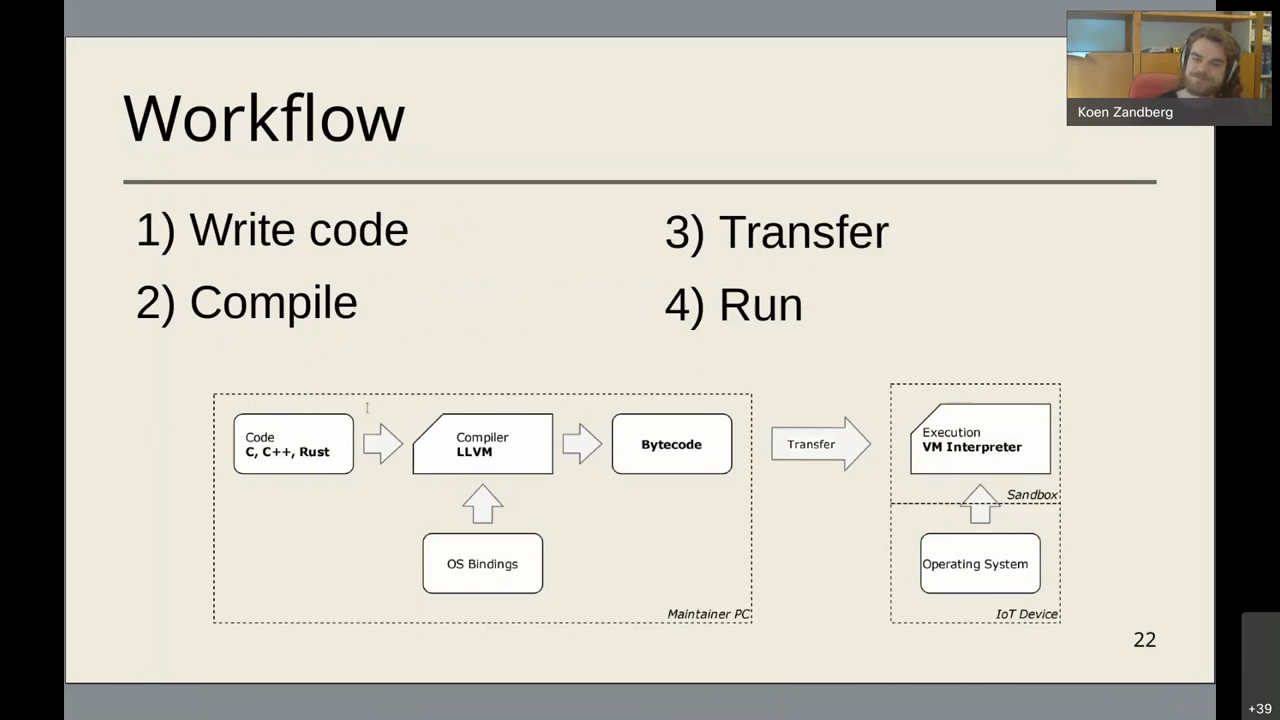 Workflow
Koen Zandberg
1) Write code
2) Compile
3) Transfer
4) Run
Code
C, C++, Rust
Compiler
LLVM
Bytecode
Transfer
Execution
VM Interpreter
Sandbox
OS Bindings
Operating System
Maintainer PC
IoT Device
22
+39